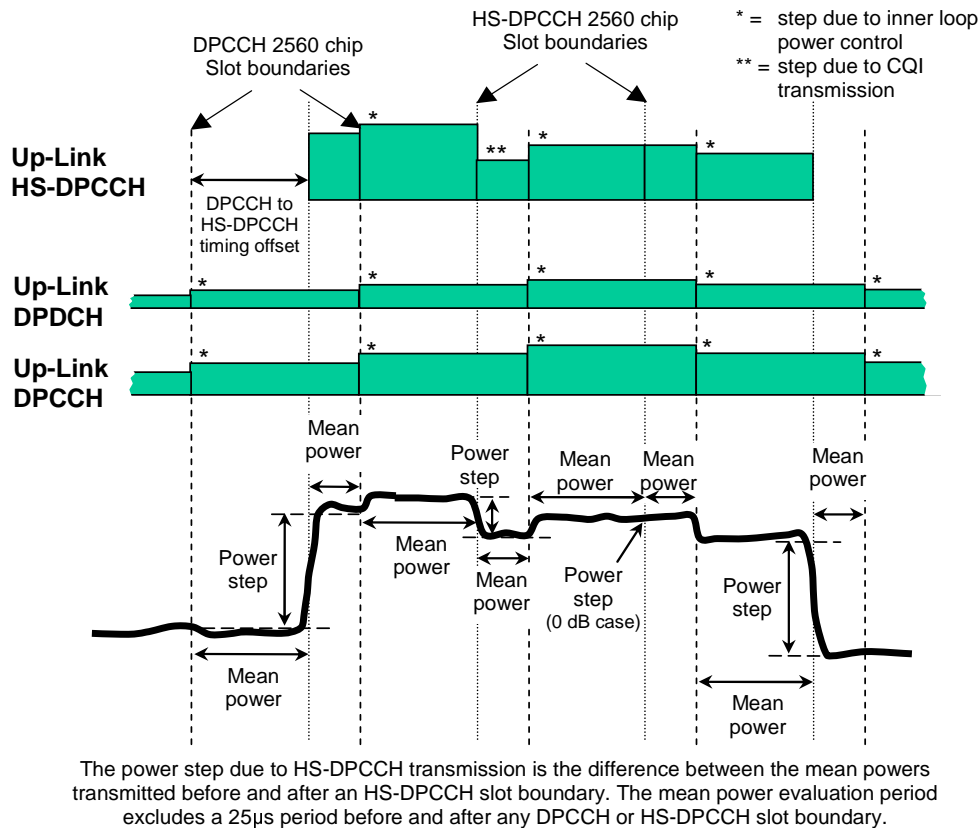 DPCCH 2560 chip
Slot boundaries
HS-DPCCH 2560 chip
Slot boundaries
* = step due to inner loop
power control
** = step due to CQI
transmission
Up-Link
HS-DPCCH
*
**
*
*
DPCCH to
HS-DPCCH
timing offset
Up-Link
DPDCH
*
*
*
*
*
Up-Link
DPCCH
*
*
*
*
*
Mean
power
Power
step
Mean
power
Mean
power
Mean
power
Power
step
Mean
power
Mean
power
Power
step
(0 dB case)
Power
step
Mean
power
Mean
power
The power step due to HS-DPCCH transmission is the difference between the mean powers
transmitted before and after an HS-DPCCH slot boundary. The mean power evaluation period
excludes a 25µs period before and after any DPCCH or HS-DPCCH slot boundary.